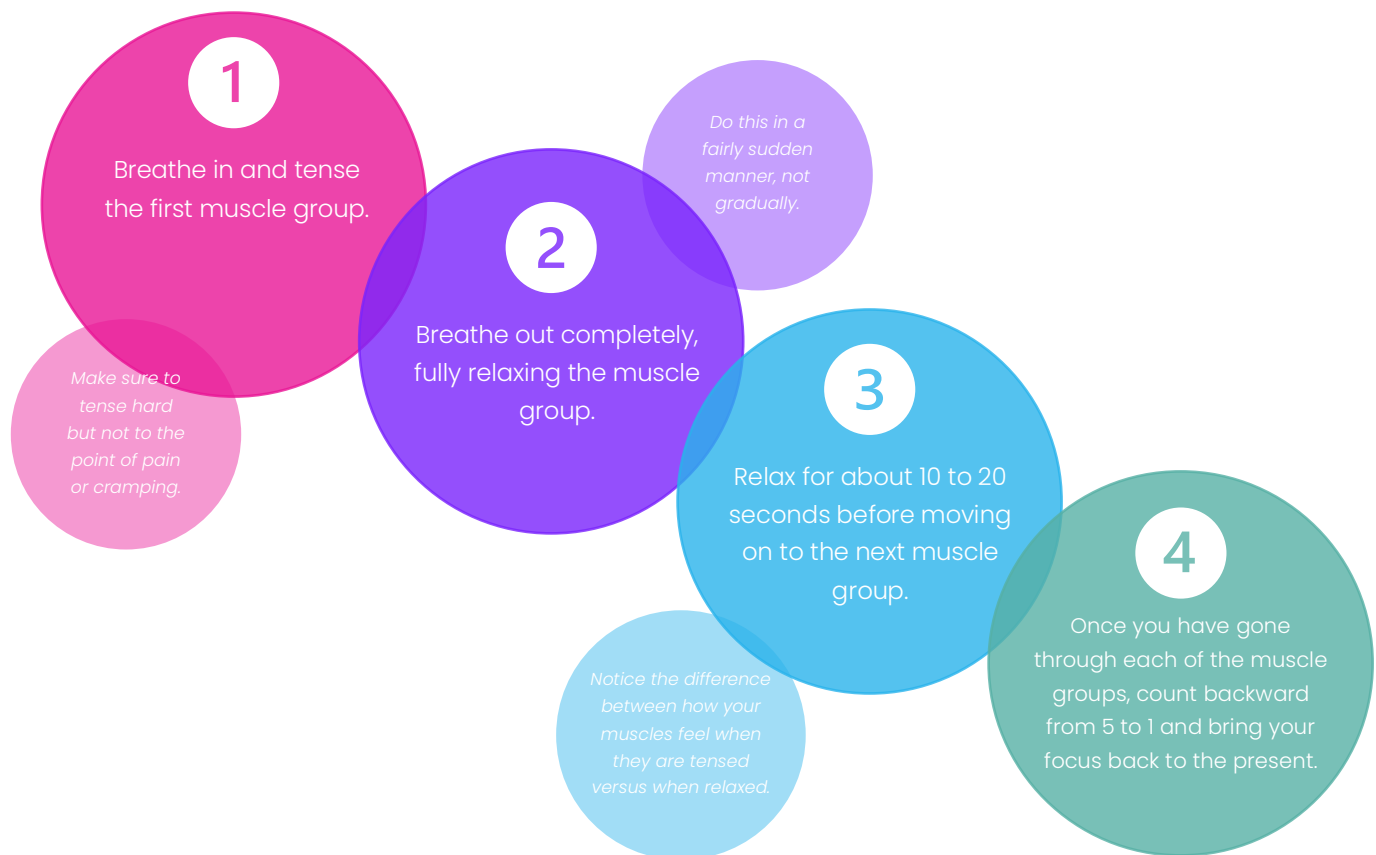 1
Breathe in and tense
the first muscle group.
Make sure to
tense hard
but not to the
point of pain
or cramping.
2
Breathe out completely,
fully relaxing the muscle
group.
Do this in a
fairly sudden
manner, not
gradually.
3
Relax for about 10 to 20
seconds before moving
on to the next muscle
group.
Notice the difference
between how your
muscles feel when
they are tensed
versus when relaxed.
4
Once you have gone
through each of the muscle
groups, count backward
from 5 to 1 and bring your
focus back to the present.